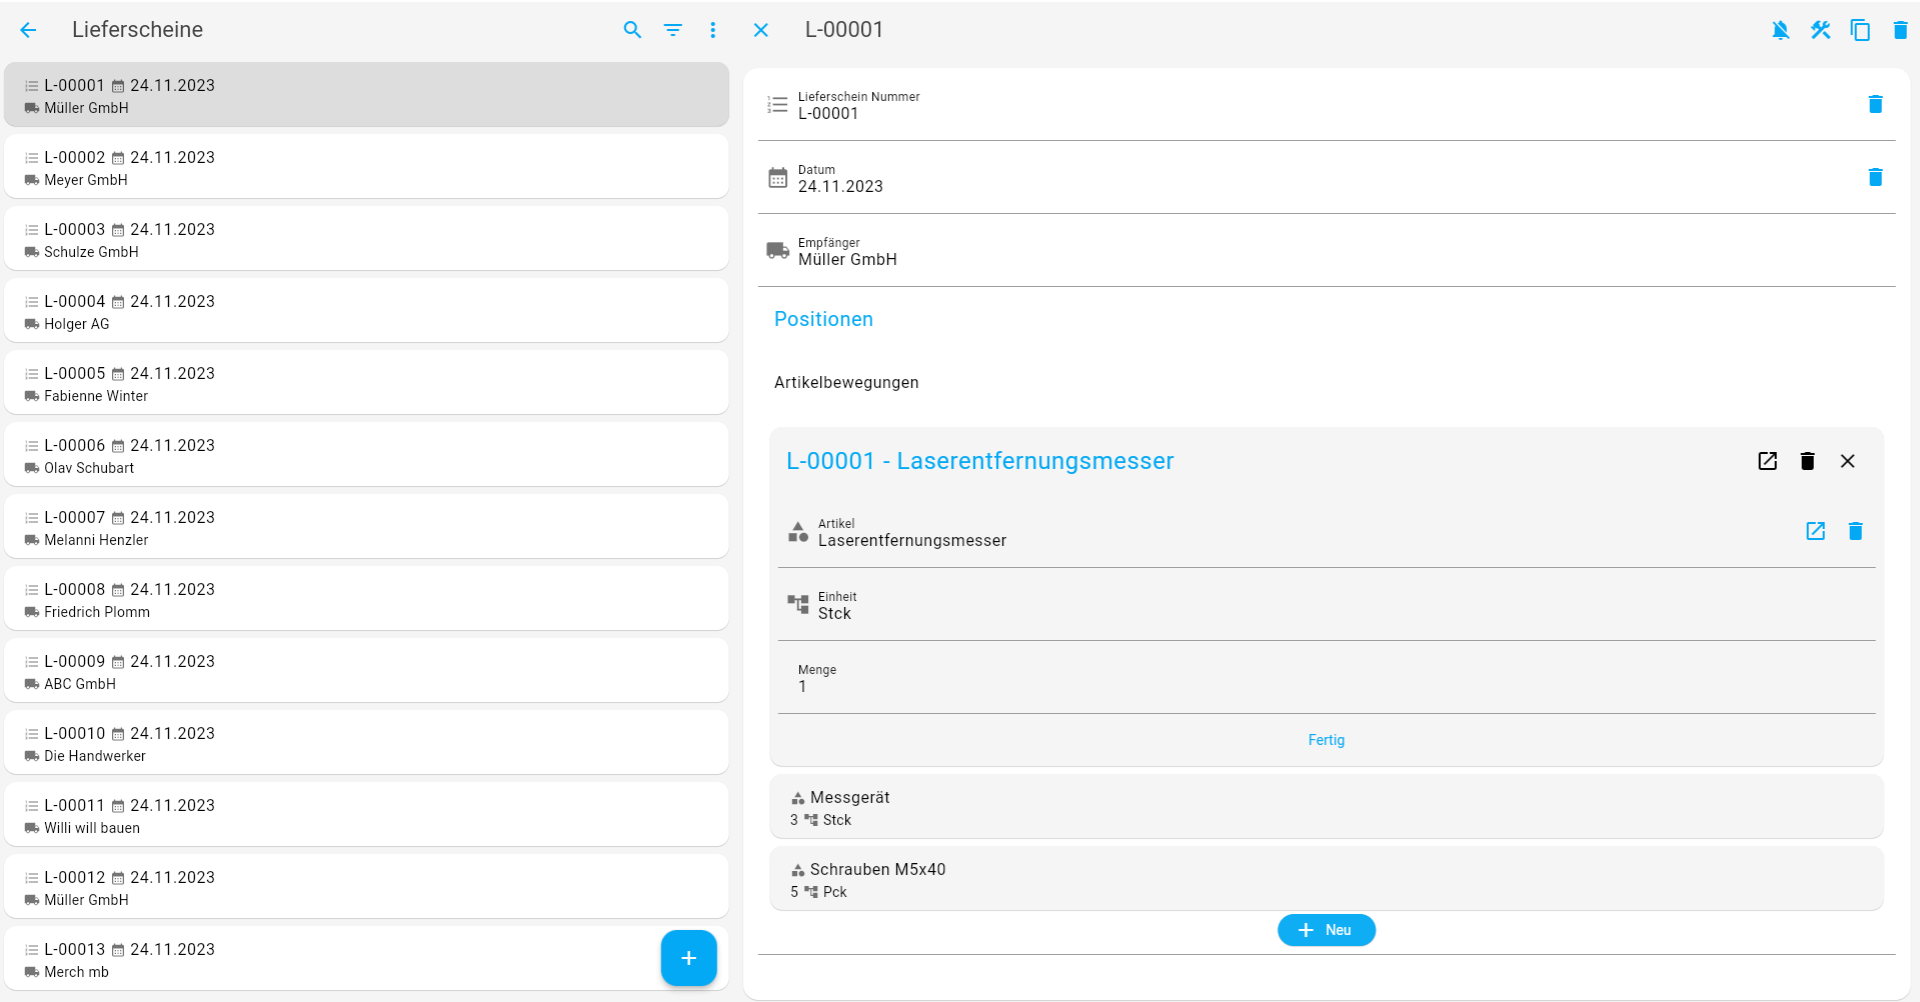 Lieferscheine
L-00001 24.11.2023
Müller GmbH
L-00002 24.11.2023
Meyer GmbH
L-00003 24.11.2023
Schulze GmbH
L-00004 24.11.2023
Holger AG
L-00005 24.11.2023
Fabienne Winter
L-00006 24.11.2023
Olav Schubart
L-00007 24.11.2023
Melanni Henzler
L-00008 24.11.2023
Friedrich Plomm
L-00009 24.11.2023
ABC GmbH
L-00010 24.11.2023
Die Handwerker
L-00011 24.11.2023
Willi will bauen
L-00012 24.11.2023
Müller GmbH
L-00013 24.11.2023
Merch mb
L-00001
Lieferschein Nummer
L-00001
Datum
24.11.2023
Empfänger
Müller GmbH
Positionen
Artikelbewegungen
L-00001 - Laserentfernungsmesser
Artikel
Laserentfernungsmesser
Einheit
Stck
Menge
1
Fertig
Messgerät
3 Stck
Schrauben M5x40
5 Pck
Neu